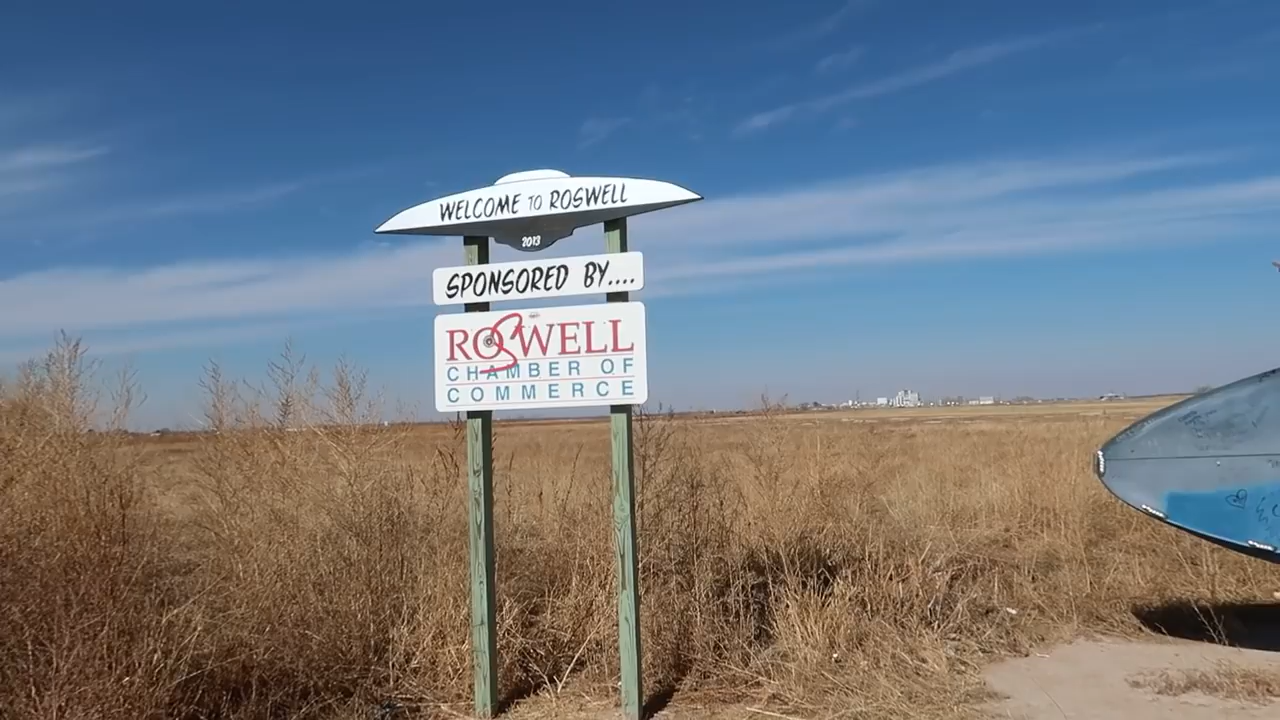 WELCOME TO ROSWELL
2013
SPONSORED BY....
ROSWELL
CHAMBER OF
COMMERCE